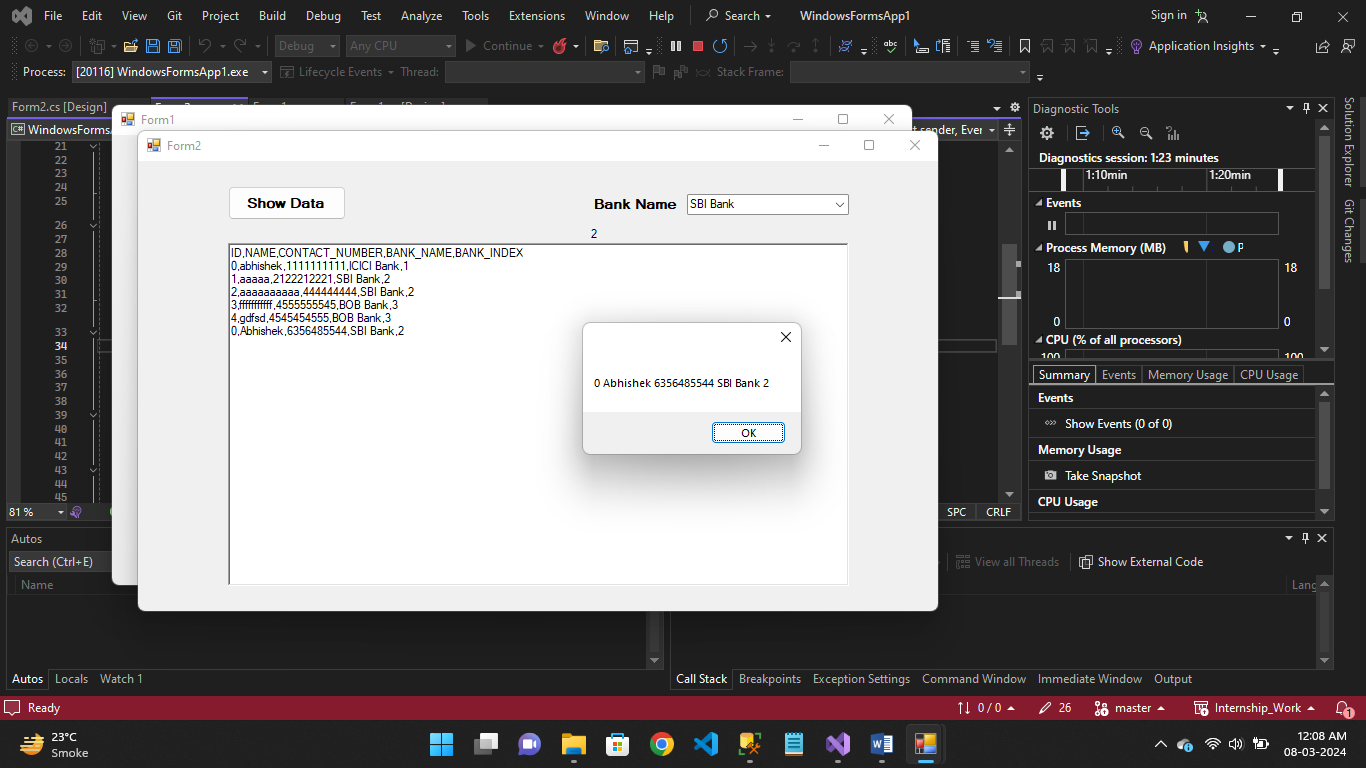 File Edit View Git Project Build Debug Test Analyze Tools Extensions Window Help Search WindowsFormsApp1 Sign in
Debug Any CPU Continue Application Insights
Process: [20116] WindowsFormsApp1.exe Lifecycle Events Thread: Stack Frame:
Form2.cs [Design]
WindowsFormsA
t sender, Ever
Form1
Form2
Show Data
Bank Name SBI Bank
2
ID,NAME,CONTACT_NUMBER,BANK_NAME,BANK_INDEX
0,abhishek,1111111111,ICICI Bank,1
1,aaaaa,2122212221,SBI Bank,2
2,aaaaaaaaaa,444444444,SBI Bank,2
3,fffffffffff,4555555545,BOB Bank,3
4,gdfsd,4545454555,BOB Bank,3
0,Abhishek,6356485544,SBI Bank,2
0 Abhishek 6356485544 SBI Bank 2
OK
21
22
23
24
25
26
27
28
29
30
31
32
33
34
35
36
37
38
39
40
41
42
43
44
45
81 %
SPC CRLF
Diagnostic Tools
Diagnostics session: 1:23 minutes
1:10min 1:20min
Events
Process Memory (MB) P
18 18
0 0
CPU (% of all processors)
100 100
Summary Events Memory Usage CPU Usage
Events
Show Events (0 of 0)
Memory Usage
Take Snapshot
CPU Usage
Solution Explorer
Git Changes
Autos
Search (Ctrl+E)
Name
View all Threads Show External Code
Lang
Autos Locals Watch 1
Call Stack Breakpoints Exception Settings Command Window Immediate Window Output
Ready
0 / 0 26 master Internship_Work 1
23°C
Smoke
12:08 AM
08-03-2024